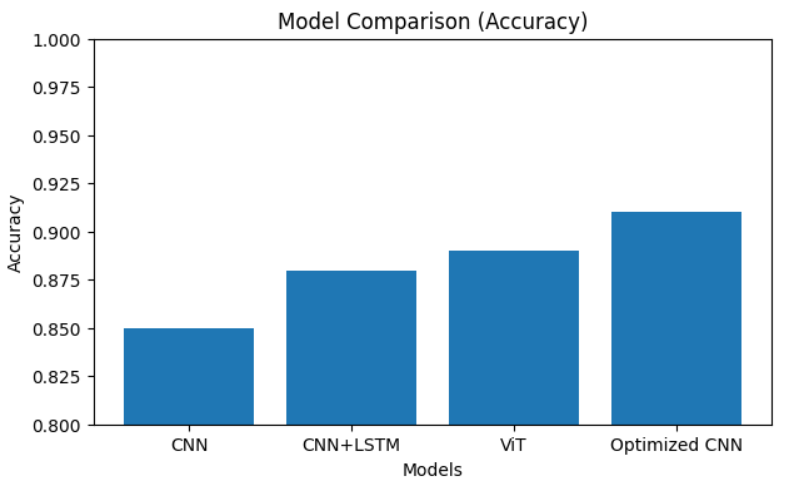 Model Comparison (Accuracy)
1.000
0.975
0.950
0.925
0.900
0.875
0.850
0.825
0.800
Accuracy
CNN
CNN+LSTM
ViT
Optimized CNN
Models